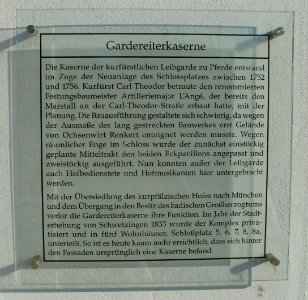 Gardereiterkaserne
Die Kaserne der kurfürstlichen Leibgarde zu Pferde entstand
im Zuge der Neuanlage des Schlossplatzes zwischen 1752
und 1756. Kurfürst Carl Theodor betraute den renommierten
Festungsbaumeister Artilleriemajor L'Angé, der bereits den
Marstall an der Carl-Theodor-Straße erbaut hatte, mit der
Planung. Die Bauausführung gestaltete sich schwierig, da wegen
der Ausmaße des lang gestreckten Bauwerkes erst Gelände
von Ochsenwirt Renkert enteignet werden musste. Wegen
räumlicher Enge im Schloss wurde der zunächst einstöckig
geplante Mitteltrakt den beiden Eckpavillons angepasst und
zweistöckig ausgeführt. Nun konnten außer der Leibgarde
auch Hofbedienstete und Hofmusikanten hier untergebracht
werden.
Mit der Übersiedlung des kurpfälzischen Hofes nach München
und dem Übergang in den Besitz des badischen Großherzogtums
verlor die Gardereiterkaserne ihre Funktion. Im Jahr der Stadt-
erhebung von Schwetzingen 1833 wurde der Komplex priva-
tisiert und in fünf Wohnhäuser, Schloßplatz 5, 6, 7, 8, 8a,
unterteilt. So ist es heute kaum mehr ersichtlich, dass sich hinter
den Fassaden ursprünglich eine Kaserne befand.